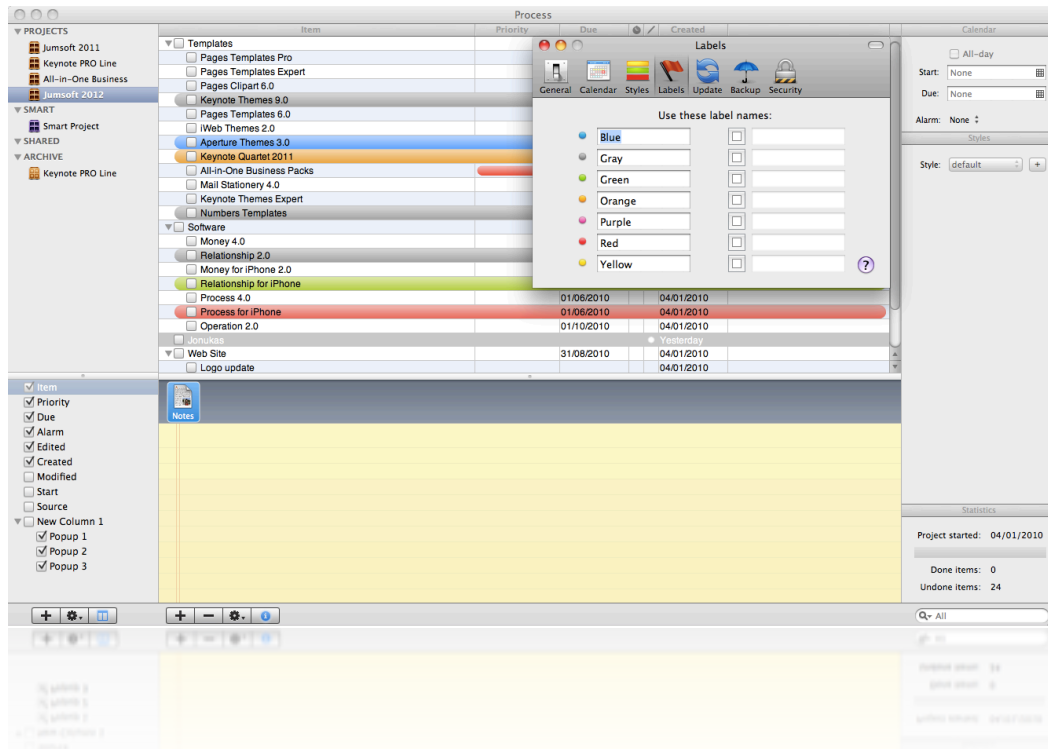 Process
PROJECTS
Jumsoft 2011
Keynote PRO Line
All-in-One Business
Jumsoft 2012
SMART
Smart Project
SHARED
ARCHIVE
Keynote PRO Line
Item
Priority
Due
Alarm
Edited
Created
Modified
Start
Source
New Column 1
Popup 1
Popup 2
Popup 3
Item Priority Due Created
Templates
Pages Templates Pro
Pages Templates Expert
Pages Clipart 6.0
Keynote Themes 9.0
Pages Templates 6.0
iWeb Themes 2.0
Aperture Themes 3.0
Keynote Quartet 2011
All-in-One Business Packs
Mail Stationery 4.0
Keynote Themes Expert
Numbers Templates
Software
Money 4.0
Relationship 2.0
Money for iPhone 2.0
Relationship for iPhone
Process 4.0 01/06/2010 04/01/2010
Process for iPhone 01/06/2010 04/01/2010
Operation 2.0 01/10/2010 04/01/2010
Jonukas Yesterday
Web Site 31/08/2010 04/01/2010
Logo update 04/01/2010
Notes
Labels
General Calendar Styles Labels Update Backup Security
Use these label names:
Blue
Gray
Green
Orange
Purple
Red
Yellow
?
Calendar
All-day
Start: None
Due: None
Alarm: None
Styles
Style: default +
Statistics
Project started: 04/01/2010
Done items: 0
Undone items: 24
All